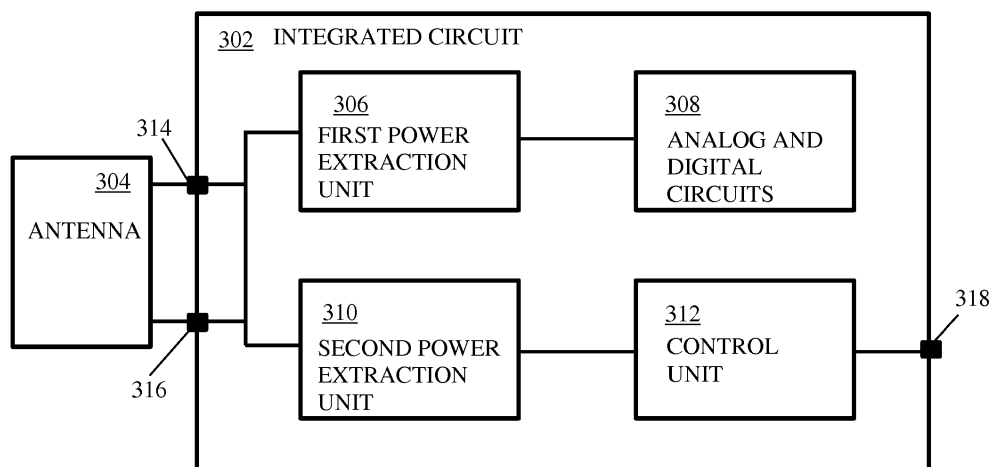 302 INTEGRATED CIRCUIT
306
FIRST POWER
EXTRACTION
UNIT
308
ANALOG AND
DIGITAL
CIRCUITS
314
304
ANTENNA
310
SECOND POWER
EXTRACTION
UNIT
312
CONTROL
UNIT
318
316